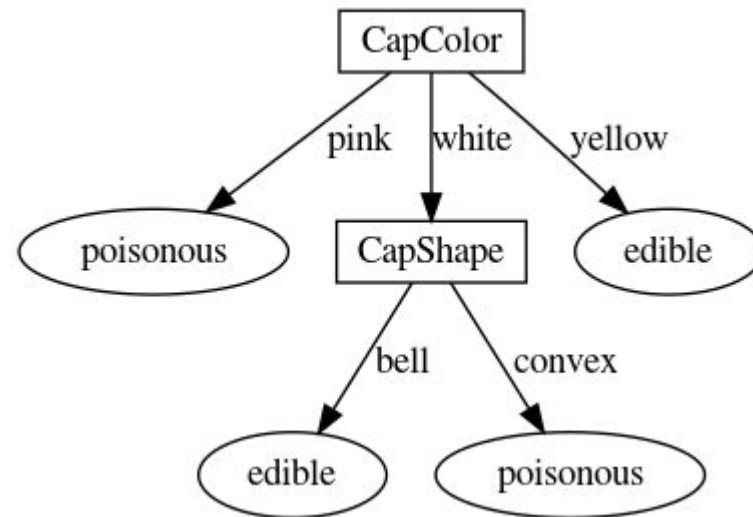 CapColor
pink
white
yellow
poisonous
CapShape
edible
bell
convex
edible
poisonous